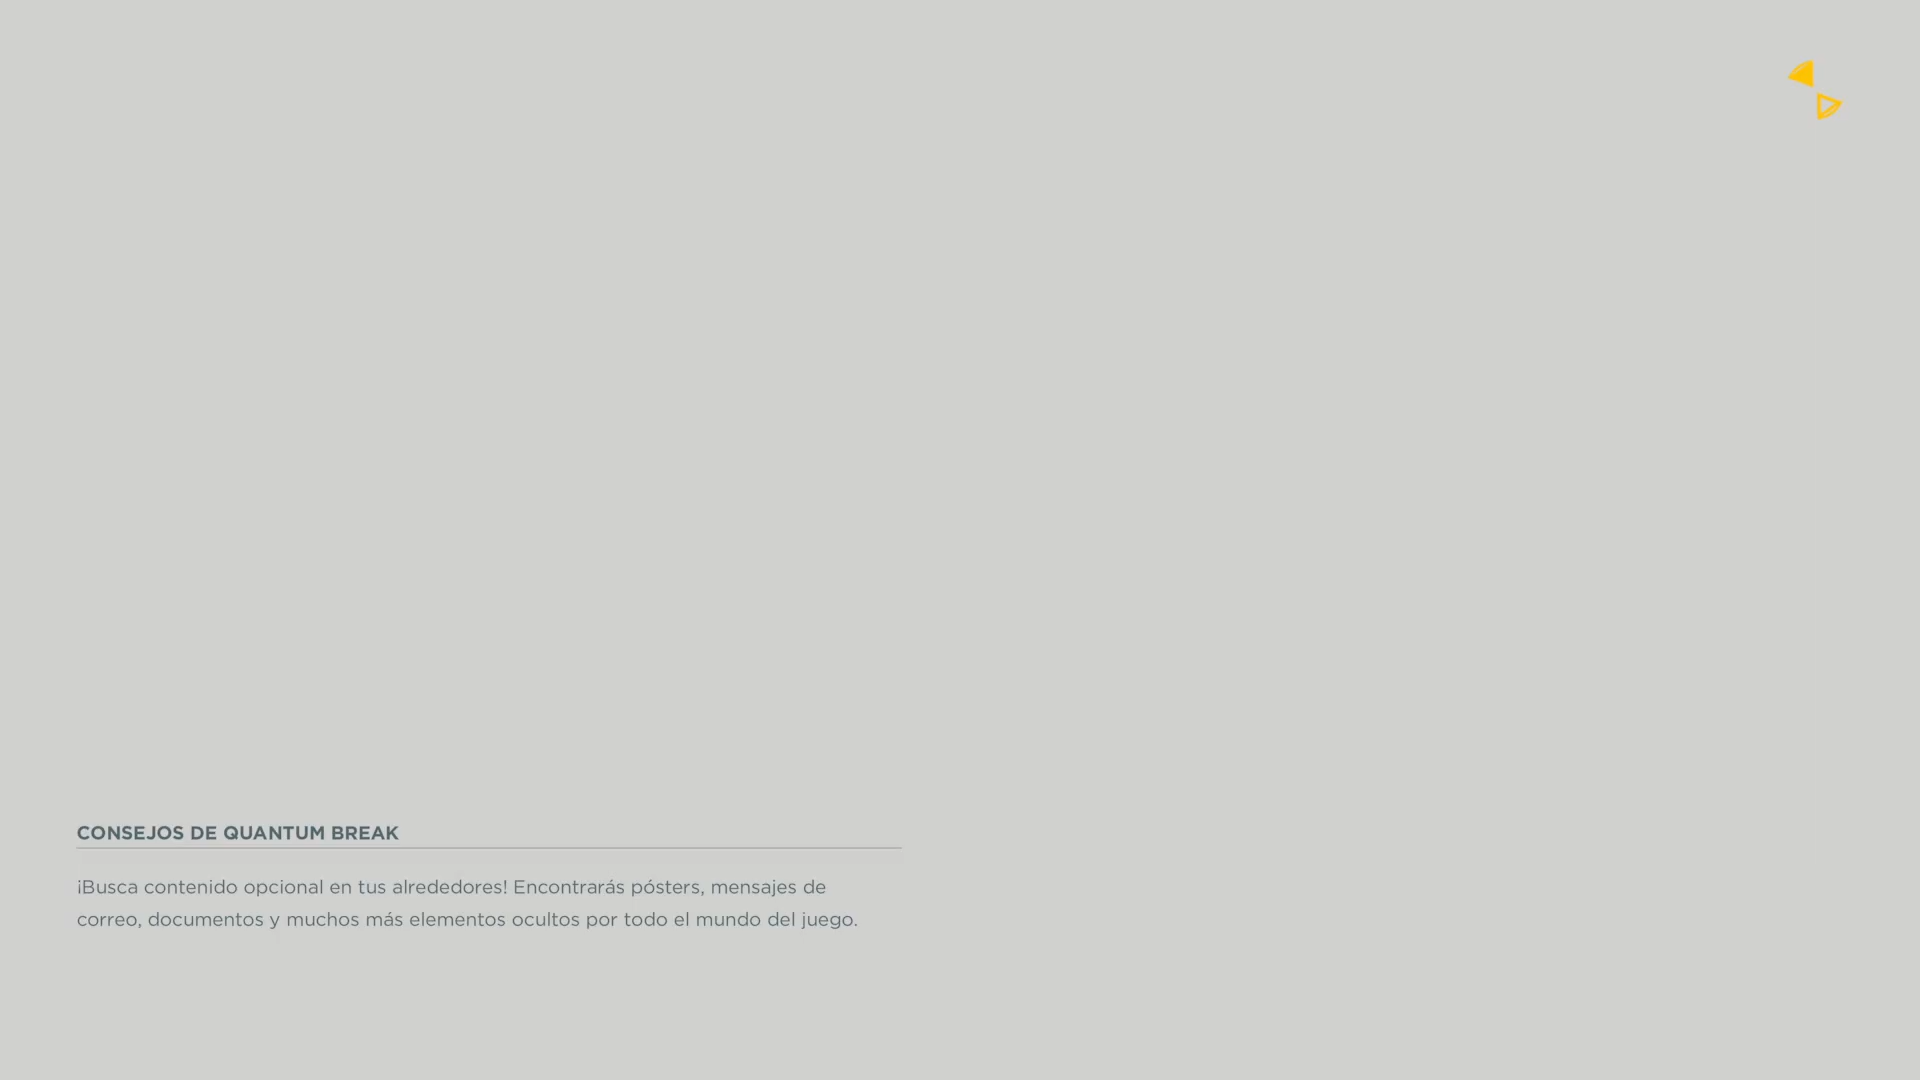 CONSEJOS DE QUANTUM BREAK
¡Busca contenido opcional en tus alrededores! Encontrarás pósters, mensajes de
correo, documentos y muchos más elementos ocultos por todo el mundo del juego.